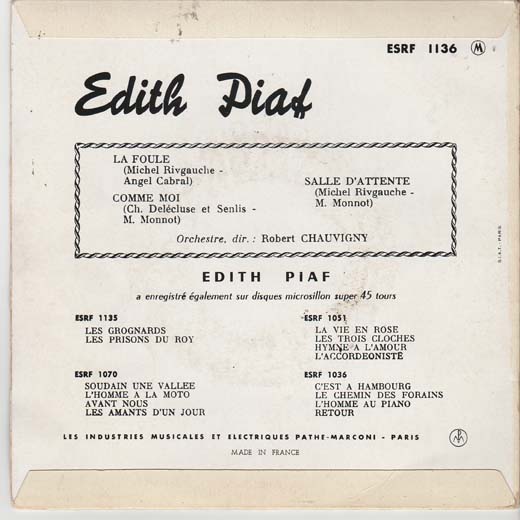 ESRF 1136 M
Edith Piaf
LA FOULE
(Michel Rivgauche -
Angel Cabral)
COMME MOI
(Ch. Delécluse et Senlis -
M. Monnot)
SALLE D'ATTENTE
(Michel Rivgauche -
M. Monnot)
Orchestre, dir. : Robert CHAUVIGNY
EDITH PIAF
a enregistré également sur disques microsillon super 45 tours
ESRF 1135
LES GROGNARDS
LES PRISONS DU ROY
ESRF 1070
SOUDAIN UNE VALLEE
L'HOMME A LA MOTO
AVANT NOUS
LES AMANTS D'UN JOUR
ESRF 1051
LA VIE EN ROSE
LES TROIS CLOCHES
HYMNE A L'AMOUR
L'ACCORDEONISTE
ESRF 1036
C'EST A HAMBOURG
LE CHEMIN DES FORAINS
L'HOMME AU PIANO
RETOUR
LES INDUSTRIES MUSICALES ET ELECTRIQUES PATHE-MARCONI - PARIS
MADE IN FRANCE
S.I.A.T. - PARIS